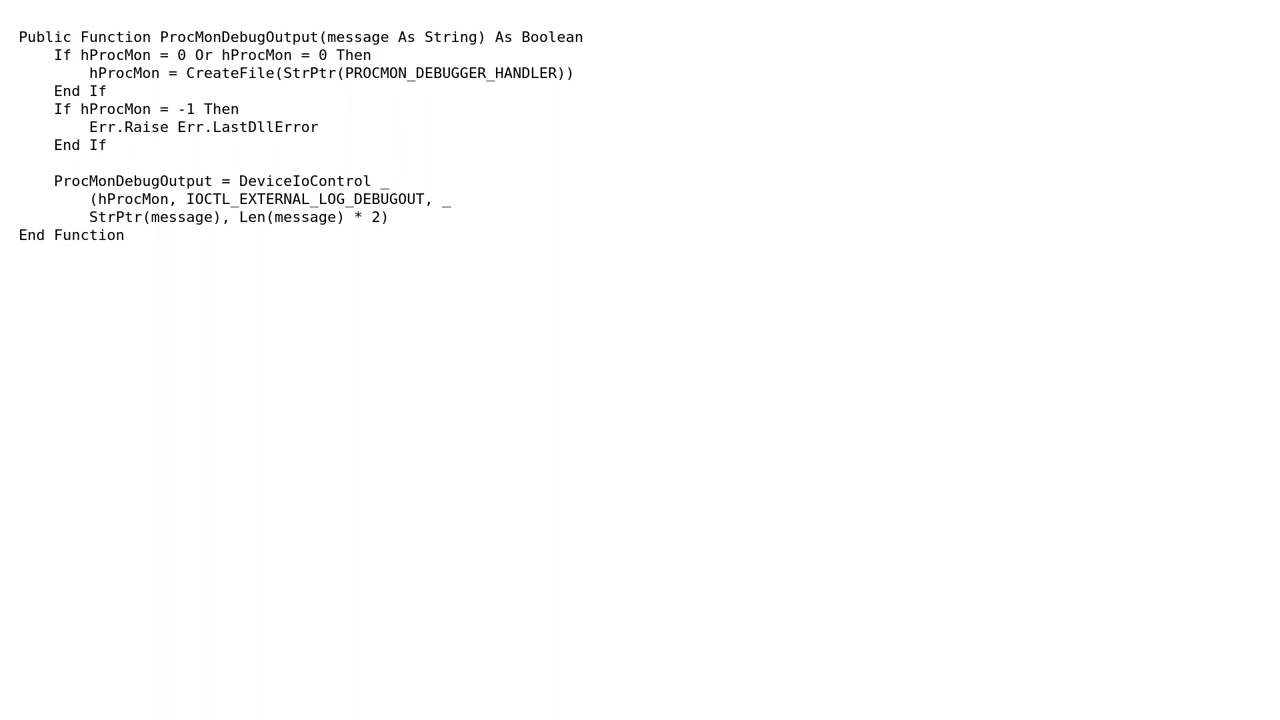 Public Function ProcMonDebugOutput(message As String) As Boolean
    If hProcMon = 0 Or hProcMon = 0 Then
        hProcMon = CreateFile(StrPtr(PROCMON_DEBUGGER_HANDLER))
    End If
    If hProcMon = -1 Then
        Err.Raise Err.LastDllError
    End If

    ProcMonDebugOutput = DeviceIoControl _
        (hProcMon, IOCTL_EXTERNAL_LOG_DEBUGOUT, _
        StrPtr(message), Len(message) * 2)
End Function